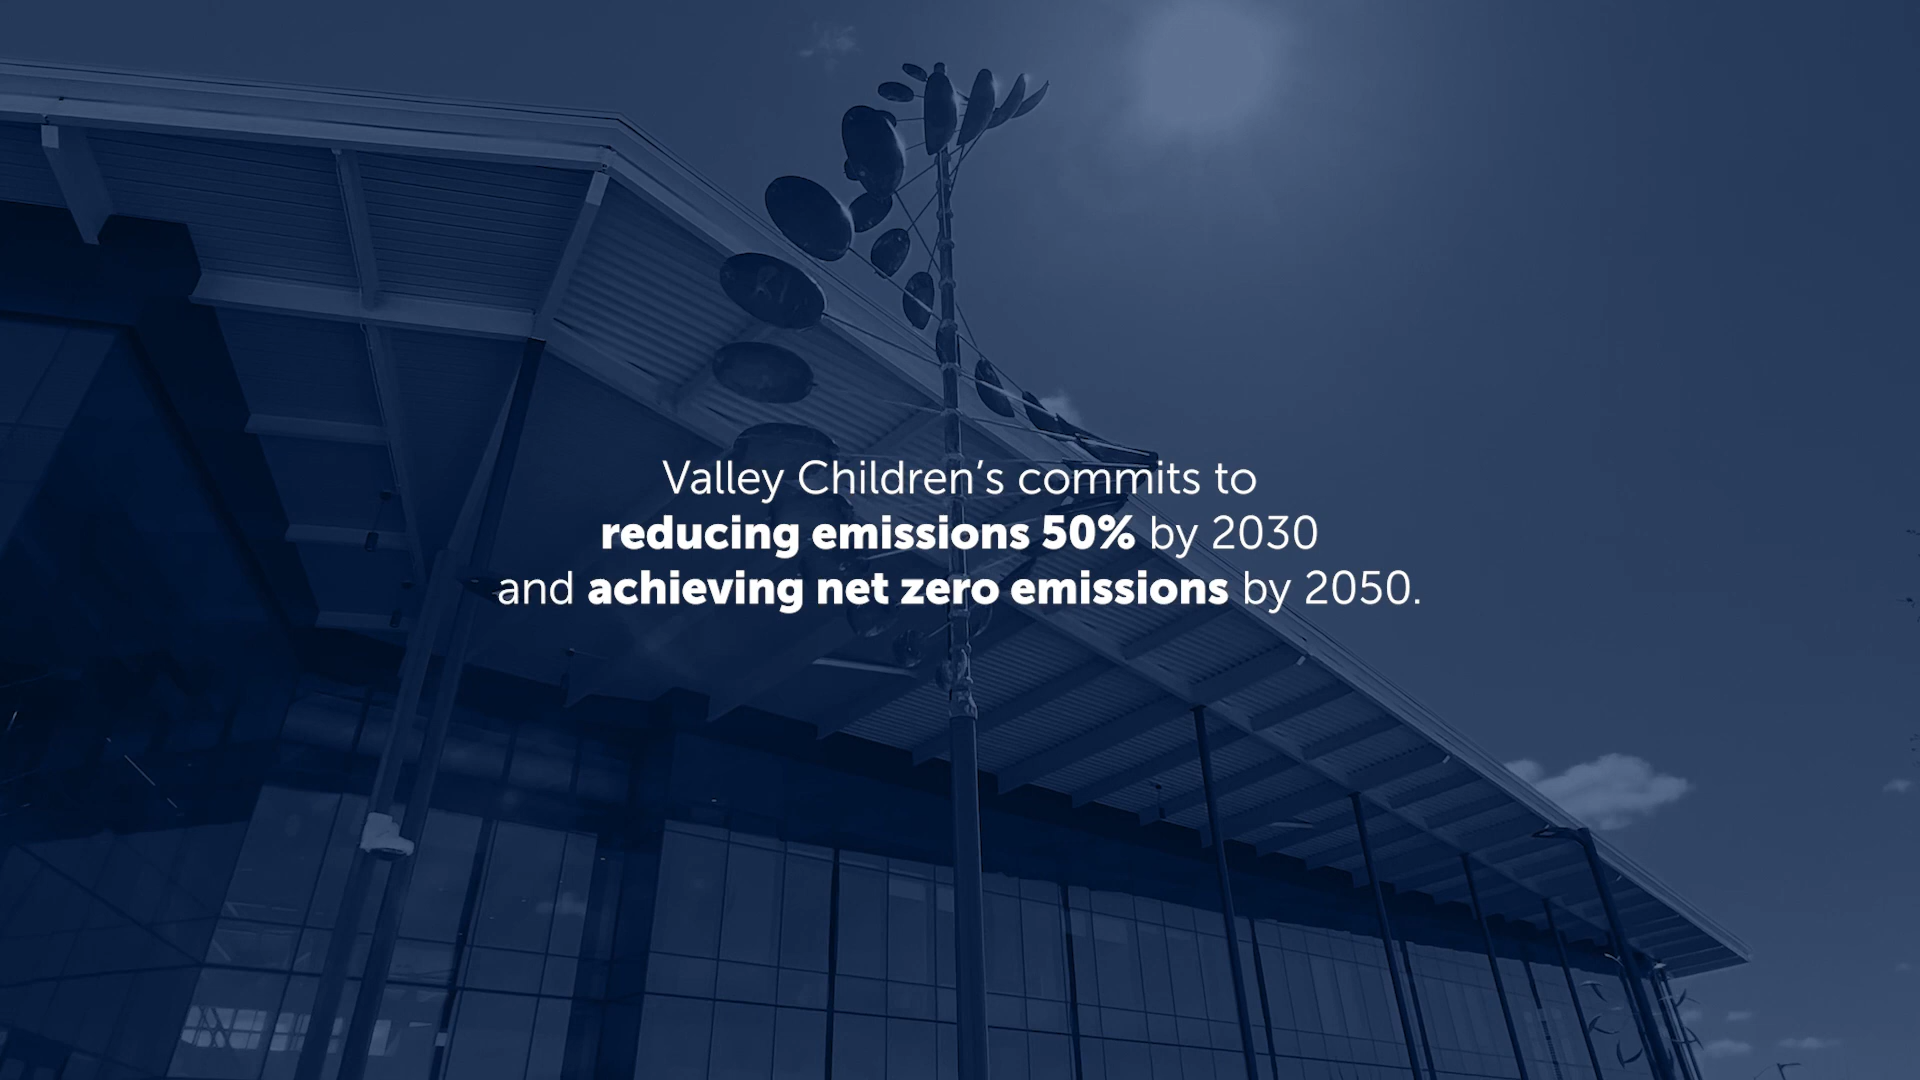 Valley Children’s commits to
reducing emissions 50% by 2030
and achieving net zero emissions by 2050.